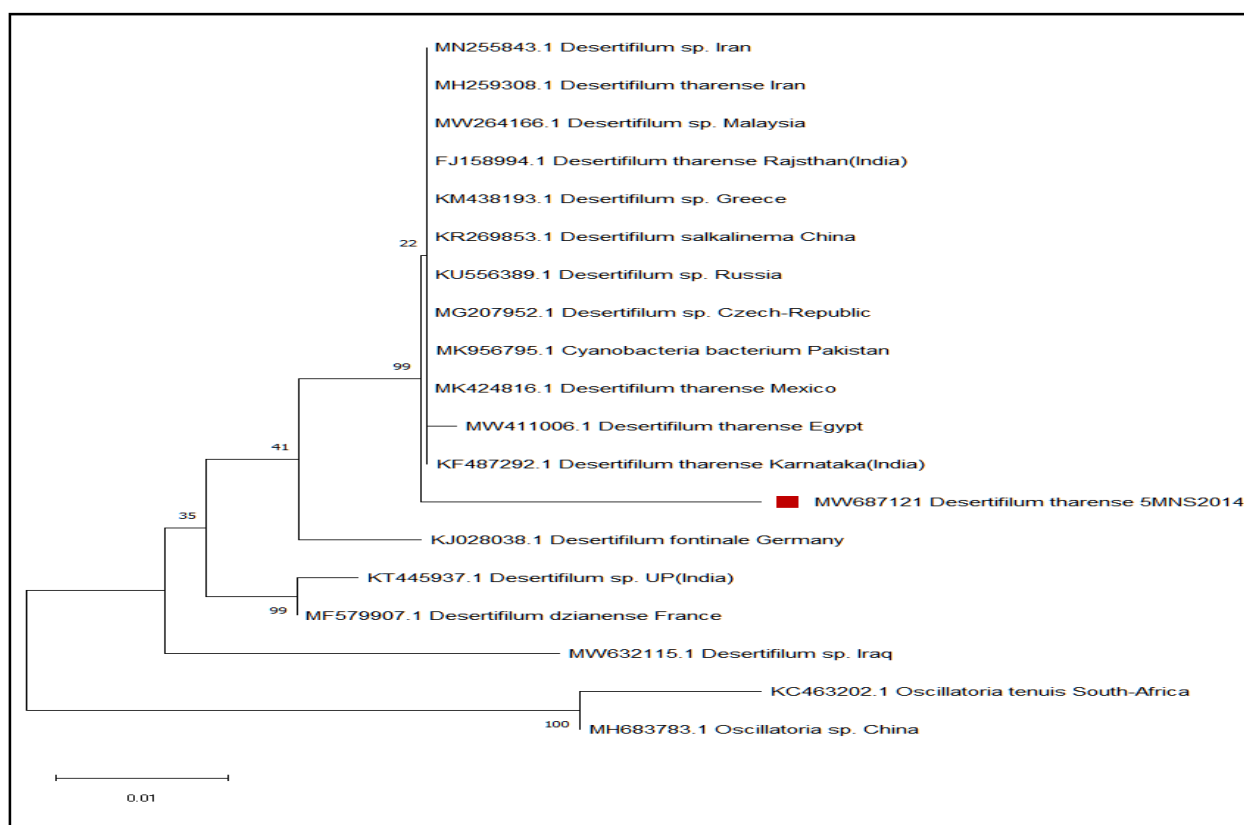 MN255843.1 Desertifilum sp. Iran
MH259308.1 Desertifilum tharense Iran
MW264166.1 Desertifilum sp. Malaysia
FJ158994.1 Desertifilum tharense Rajsthan(India)
KM438193.1 Desertifilum sp. Greece
KR269853.1 Desertifilum salkalinema China
22
KU556389.1 Desertifilum sp. Russia
MG207952.1 Desertifilum sp. Czech-Republic
MK956795.1 Cyanobacteria bacterium Pakistan
99
MK424816.1 Desertifilum tharense Mexico
MW411006.1 Desertifilum tharense Egypt
41
KF487292.1 Desertifilum tharense Karnataka(India)
MW687121 Desertifilum tharense 5MNS2014
35
KJ028038.1 Desertifilum fontinale Germany
KT445937.1 Desertifilum sp. UP(India)
99
MF579907.1 Desertifilum dzianense France
MW632115.1 Desertifilum sp. Iraq
KC463202.1 Oscillatoria tenuis South-Africa
100
MH683783.1 Oscillatoria sp. China
0.01